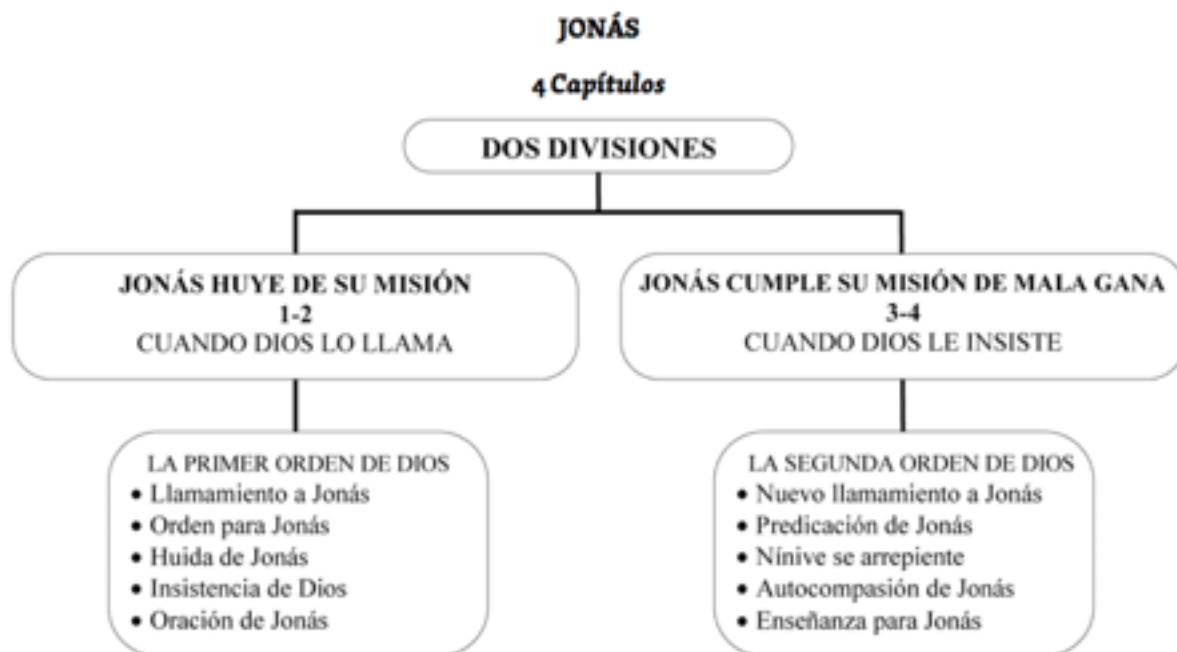 JONÁS
4 Capítulos
DOS DIVISIONES
JONÁS HUYE DE SU MISIÓN
1-2
CUANDO DIOS LO LLAMA
JONÁS CUMPLE SU MISIÓN DE MALA GANA
3-4
CUANDO DIOS LE INSISTE
LA PRIMER ORDEN DE DIOS
• Llamamiento a Jonás
• Orden para Jonás
• Huida de Jonás
• Insistencia de Dios
• Oración de Jonás
LA SEGUNDA ORDEN DE DIOS
• Nuevo llamamiento a Jonás
• Predicación de Jonás
• Nínive se arrepiente
• Autocompasión de Jonás
• Enseñanza para Jonás